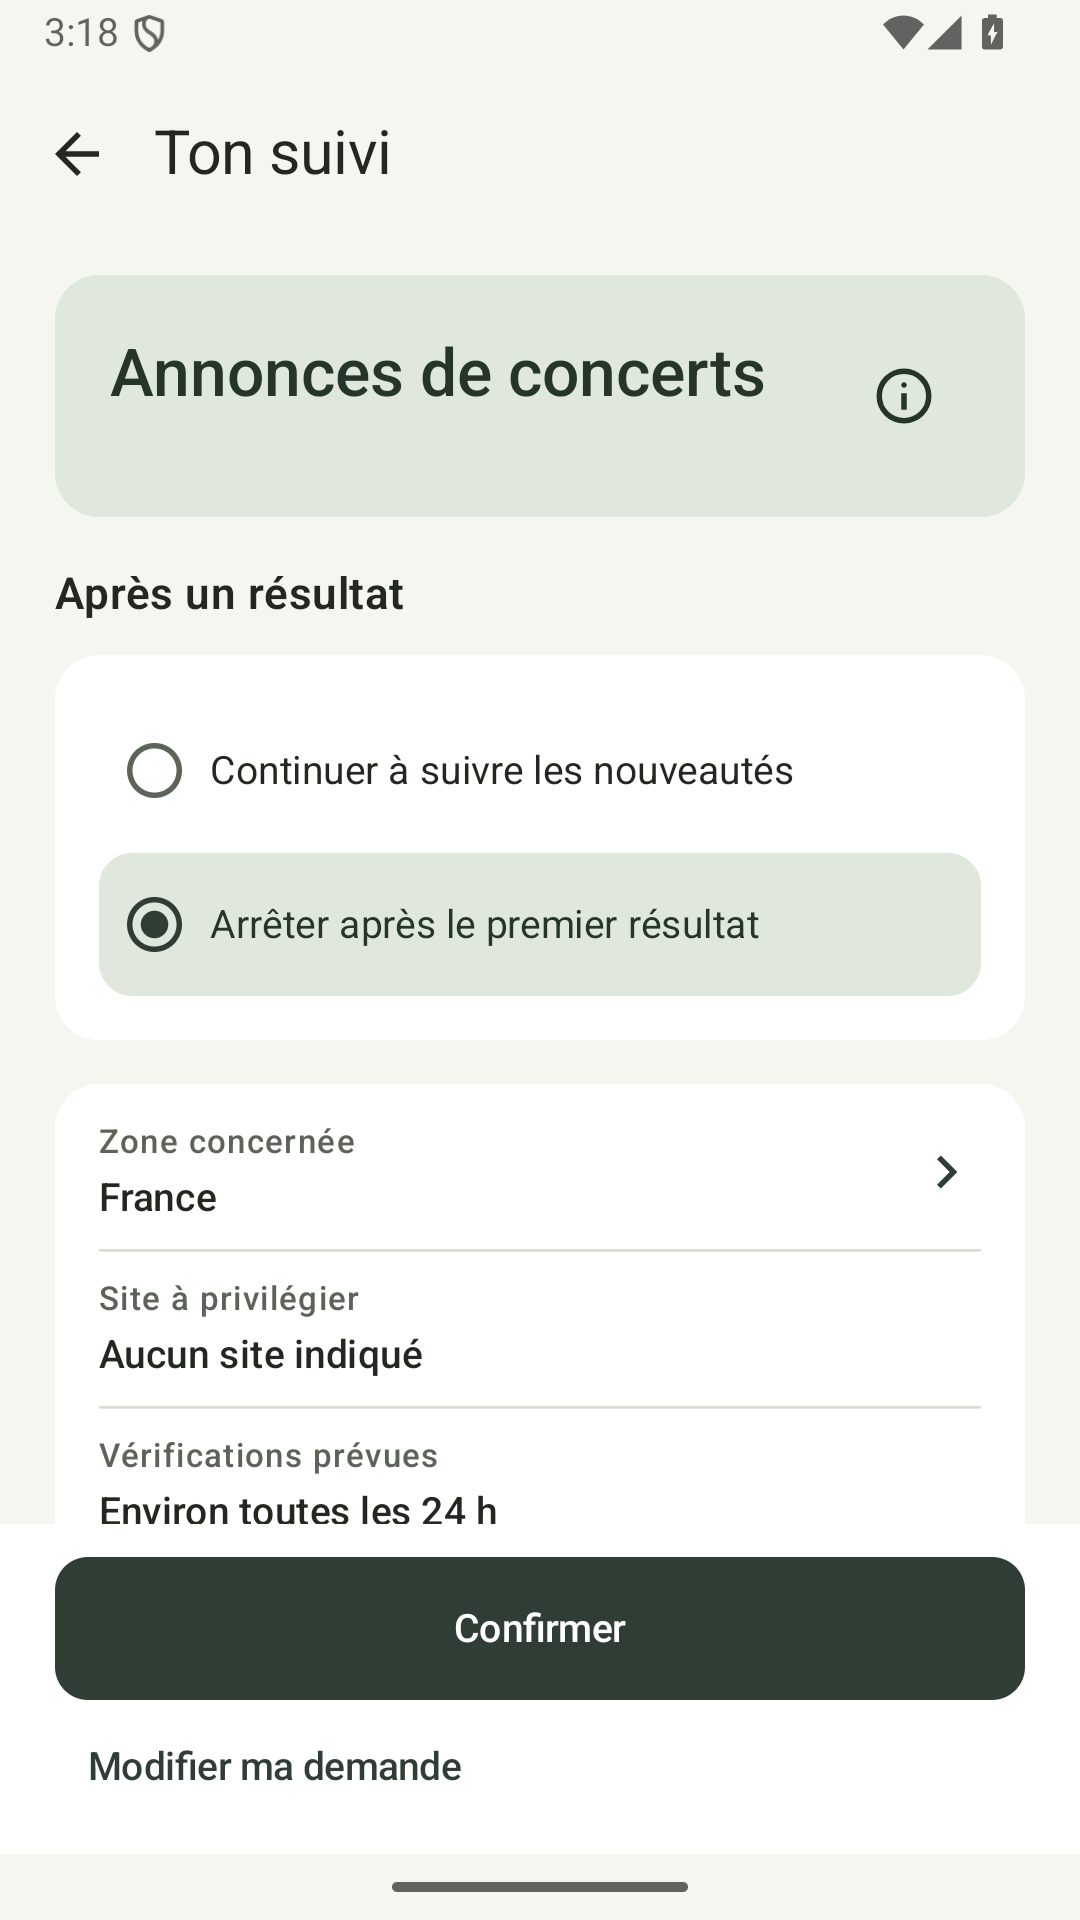 3:18
Ton suivi
Annonces de concerts
Après un résultat
Continuer à suivre les nouveautés
Arrêter après le premier résultat
Zone concernée
France
Site à privilégier
Aucun site indiqué
Vérifications prévues
Environ toutes les 24 h
Confirmer
Modifier ma demande